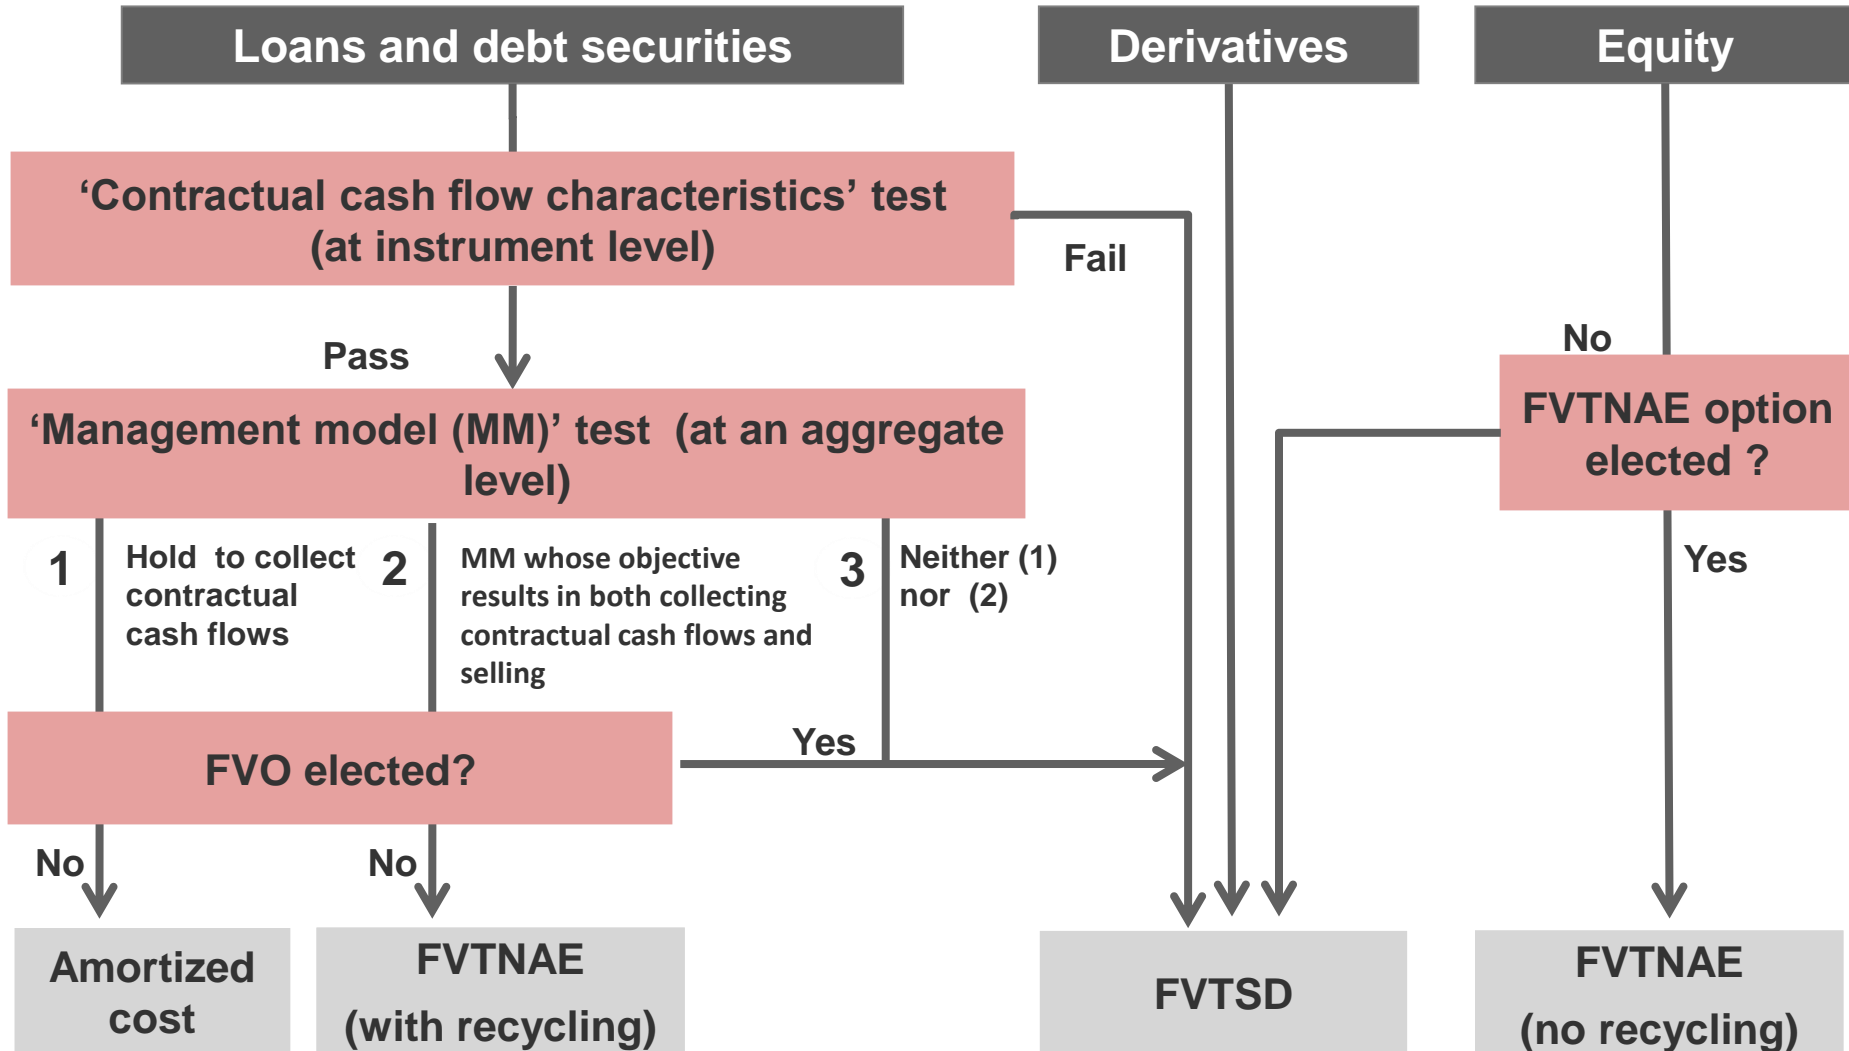 Loans and debt securities
Derivatives
Equity
‘Contractual cash flow characteristics’ test
(at instrument level)
Fail
Pass
No
FVTNAE option
elected ?
‘Management model (MM)’ test (at an aggregate
level)
1
Hold to collect
contractual
cash flows
2
MM whose objective
results in both collecting
contractual cash flows and
selling
3
Neither (1)
nor (2)
Yes
FVO elected?
Yes
No
No
Amortized
cost
FVTNAE
(with recycling)
FVTSD
FVTNAE
(no recycling)